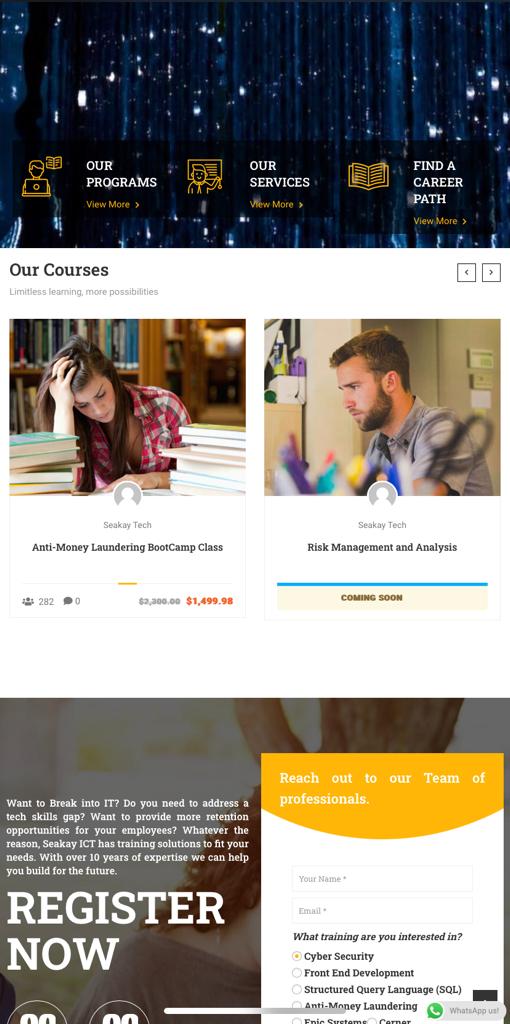 OUR
PROGRAMS
View More
OUR
SERVICES
View More
FIND A
CAREER
PATH
View More
Our Courses
Limitless learning, more possibilities
Seakay Tech
Anti-Money Laundering BootCamp Class
282
0
$2,300.00 $1,499.98
Seakay Tech
Risk Management and Analysis
COMING SOON
Want to Break into IT? Do you need to address a
tech skills gap? Want to provide more retention
opportunities for your employees? Whatever the
reason, Seakay ICT has training solutions to fit your
needs. With over 10 years of expertise we can help
you build for the future.
REGISTER
NOW
Reach out to our Team of
professionals.
Your Name *
Email *
What training are you interested in?
Cyber Security
Front End Development
Structured Query Language (SQL)
Anti-Money Laundering
Epic Systems
Cerner
WhatsApp us!